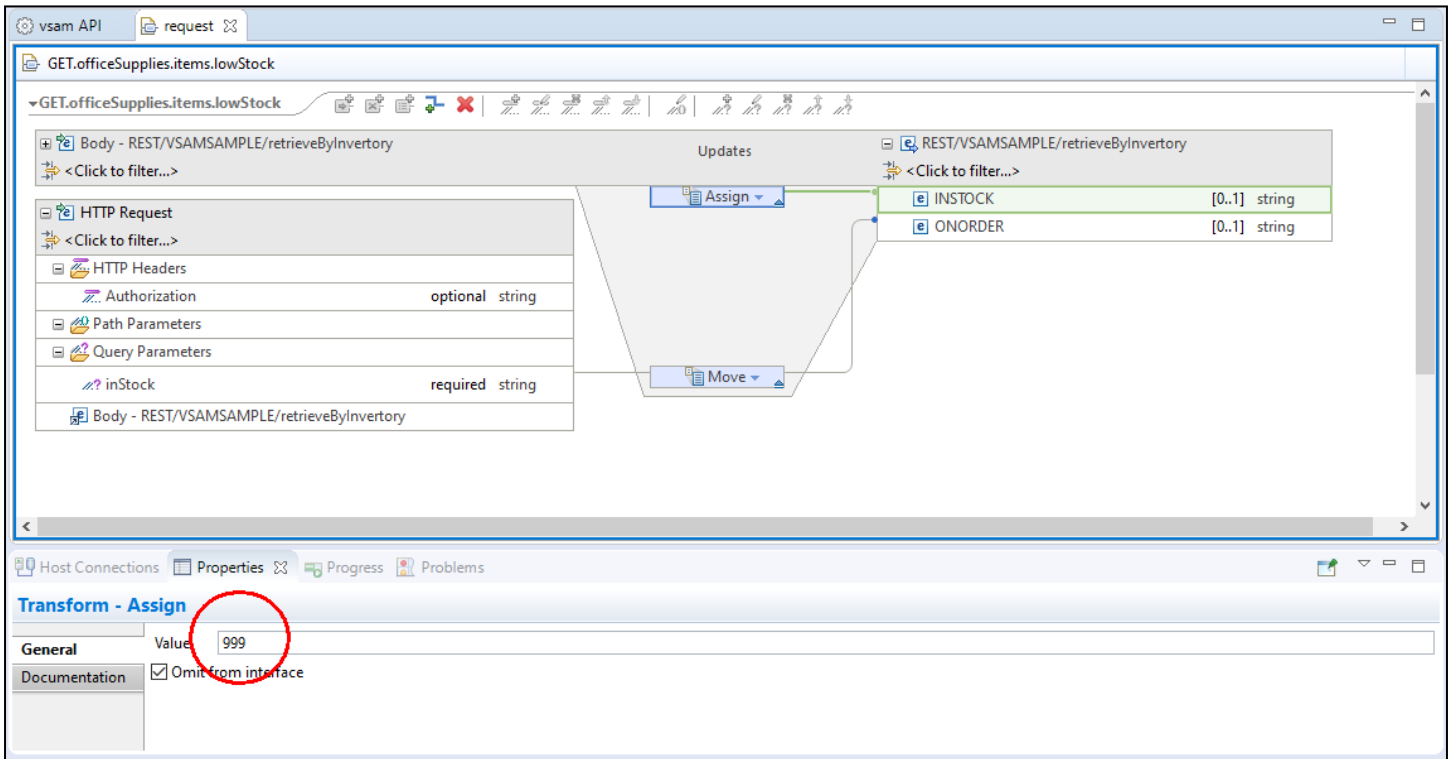 vsam API request
GET.officeSupplies.items.lowStock
GET.officeSupplies.items.lowStock
Body - REST/VSAMSAMPLE/retrieveByInvertory
<Click to filter...>
Updates
REST/VSAMSAMPLE/retrieveByInvertory
<Click to filter...>
Assign
INSTOCK [0..1] string
ONORDER [0..1] string
HTTP Request
<Click to filter...>
HTTP Headers
Authorization optional string
Path Parameters
Query Parameters
inStock required string
Move
Body - REST/VSAMSAMPLE/retrieveByInvertory
Host Connections Properties Progress Problems
Transform - Assign
General
Documentation
Value 999
Omit from interface